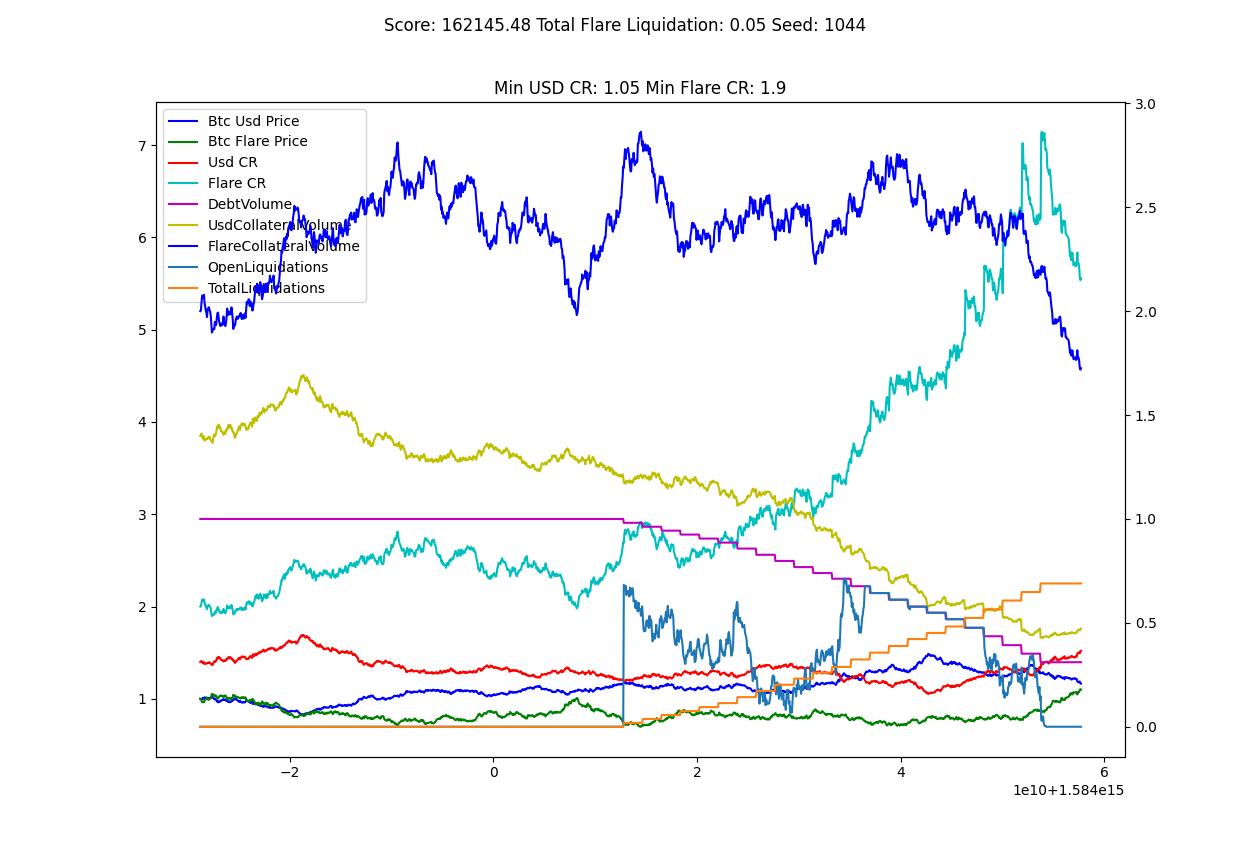 Score: 162145.48 Total Flare Liquidation: 0.05 Seed: 1044
Min USD CR: 1.05 Min Flare CR: 1.9
Btc Usd Price
Btc Flare Price
Usd CR
Flare CR
DebtVolume
UsdCollateralVolume
FlareCollateralVolume
OpenLiquidations
TotalLiquidations
7
6
5
4
3
2
1
3.0
2.5
2.0
1.5
1.0
0.5
0.0
−2
0
2
4
6
1e10+1.584e15